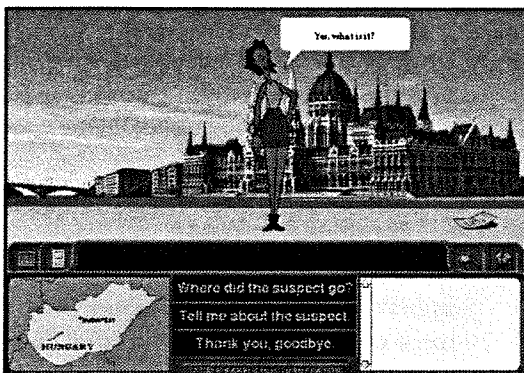 Yes, what is it?
Where did the suspect go?
Tell me about the suspect.
Thank you, goodbye.
HUNGARY